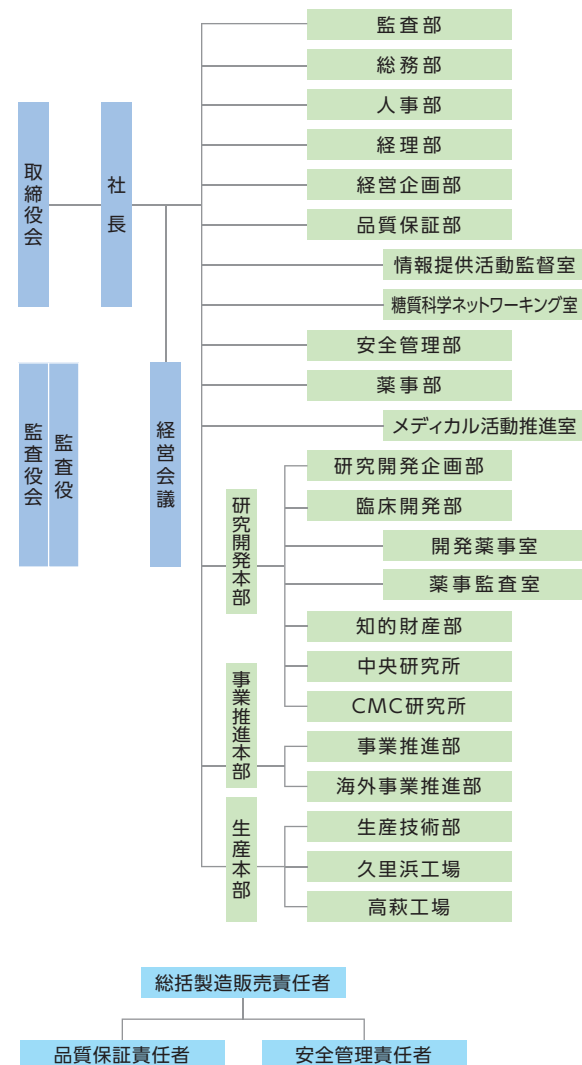 取締役会
社長
監査役会
監査役
経営会議
監査部
総務部
人事部
経理部
経営企画部
品質保証部
情報提供活動監督室
糖質科学ネットワーキング室
安全管理部
薬事部
メディカル活動推進室
研究開発本部
研究開発企画部
臨床開発部
開発薬事室
薬事監査室
知的財産部
中央研究所
CMC研究所
事業推進本部
事業推進部
海外事業推進部
生産本部
生産技術部
久里浜工場
高萩工場
総括製造販売責任者
品質保証責任者
安全管理責任者